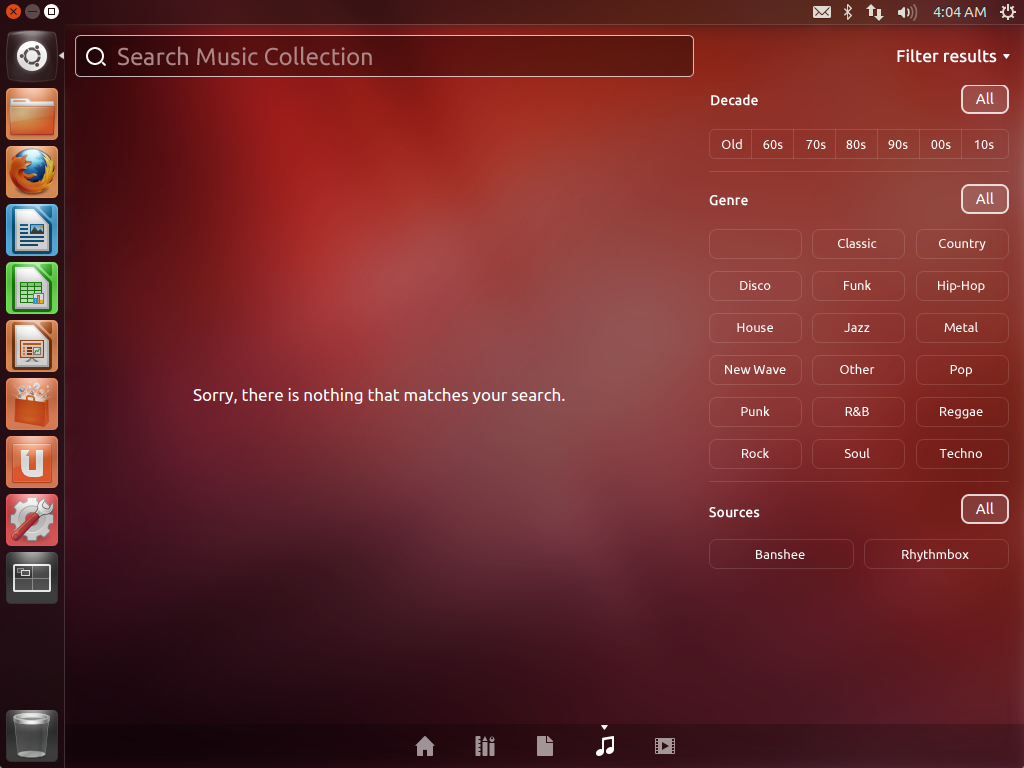 4:04 AM
Search Music Collection
Filter results
Decade All
Old 60s 70s 80s 90s 00s 10s
Genre All
Classic Country
Disco Funk Hip-Hop
House Jazz Metal
New Wave Other Pop
Punk R&B Reggae
Rock Soul Techno
Sorry, there is nothing that matches your search.
Sources All
Banshee Rhythmbox